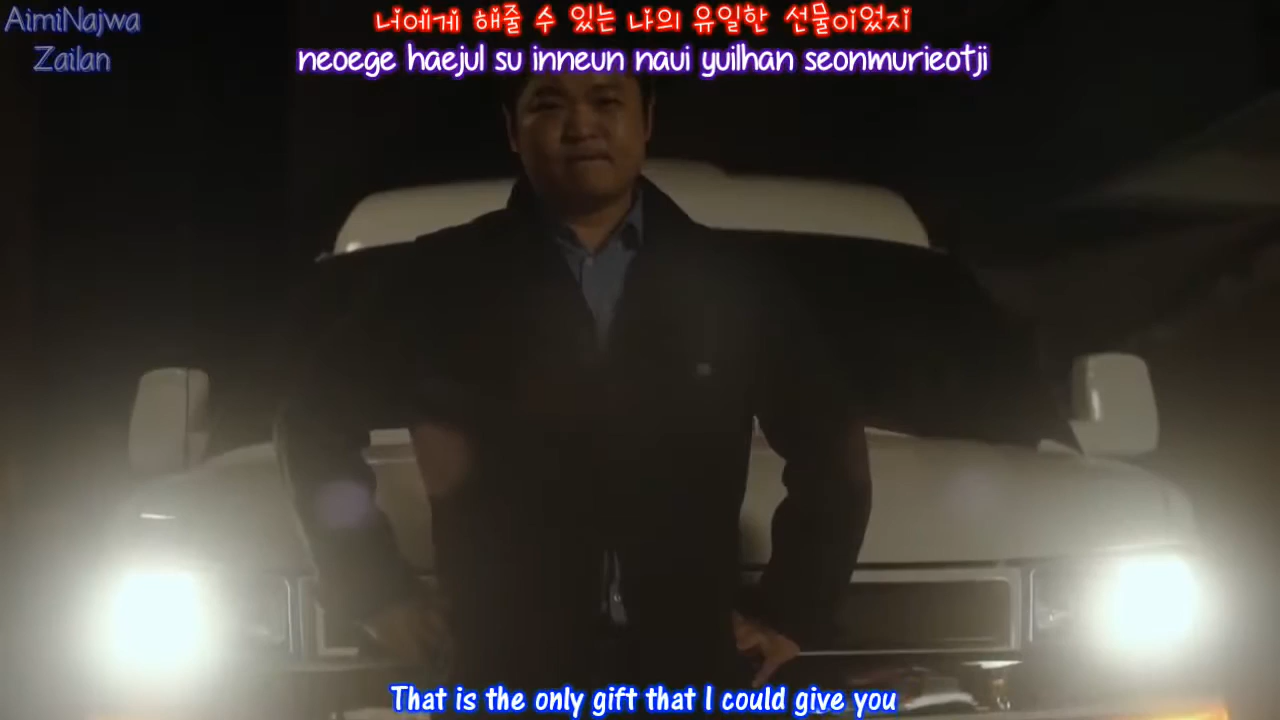 AimiNajwa
Zailan
너에게 해줄 수 있는 나의 유일한 선물이었지
neoege haejul su inneun naui yuilhan seonmurieotji
That is the only gift that I could give you